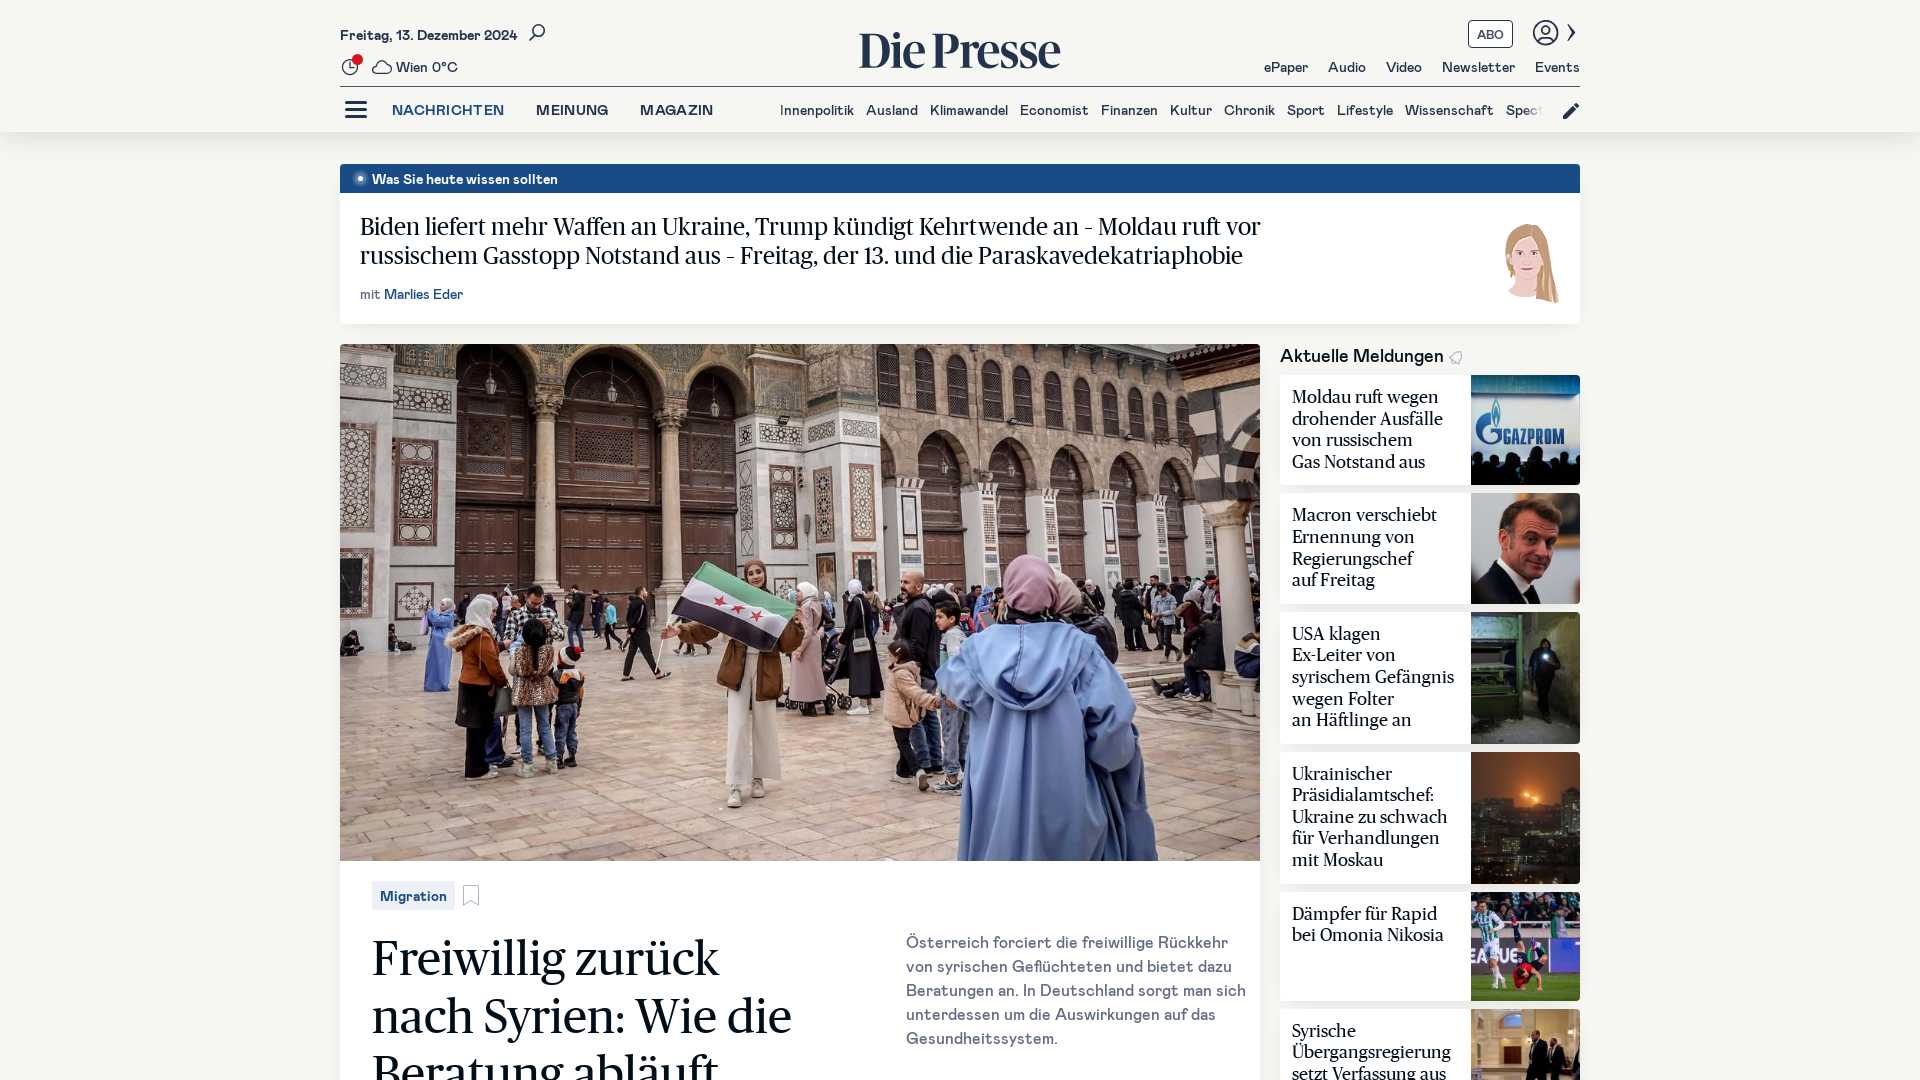 Freitag, 13. Dezember 2024
Wien 0°C
Die Presse
ABO
ePaper Audio Video Newsletter Events
NACHRICHTEN MEINUNG MAGAZIN
Innenpolitik Ausland Klimawandel Economist Finanzen Kultur Chronik Sport Lifestyle Wissenschaft Spect
Was Sie heute wissen sollten
Biden liefert mehr Waffen an Ukraine, Trump kündigt Kehrtwende an – Moldau ruft vor
russischem Gasstopp Notstand aus – Freitag, der 13. und die Paraskavedekatriaphobie
mit Marlies Eder
Migration
Freiwillig zurück
nach Syrien: Wie die
Beratung abläuft
Österreich forciert die freiwillige Rückkehr
von syrischen Geflüchteten und bietet dazu
Beratungen an. In Deutschland sorgt man sich
unterdessen um die Auswirkungen auf das
Gesundheitssystem.
Aktuelle Meldungen
Moldau ruft wegen
drohender Ausfälle
von russischem
Gas Notstand aus
GAZPROM
Macron verschiebt
Ernennung von
Regierungschef
auf Freitag
USA klagen
Ex-Leiter von
syrischem Gefängnis
wegen Folter
an Häftlinge an
Ukrainischer
Präsidialamtschef:
Ukraine zu schwach
für Verhandlungen
mit Moskau
Dämpfer für Rapid
bei Omonia Nikosia
Syrische
Übergangsregierung
setzt Verfassung aus